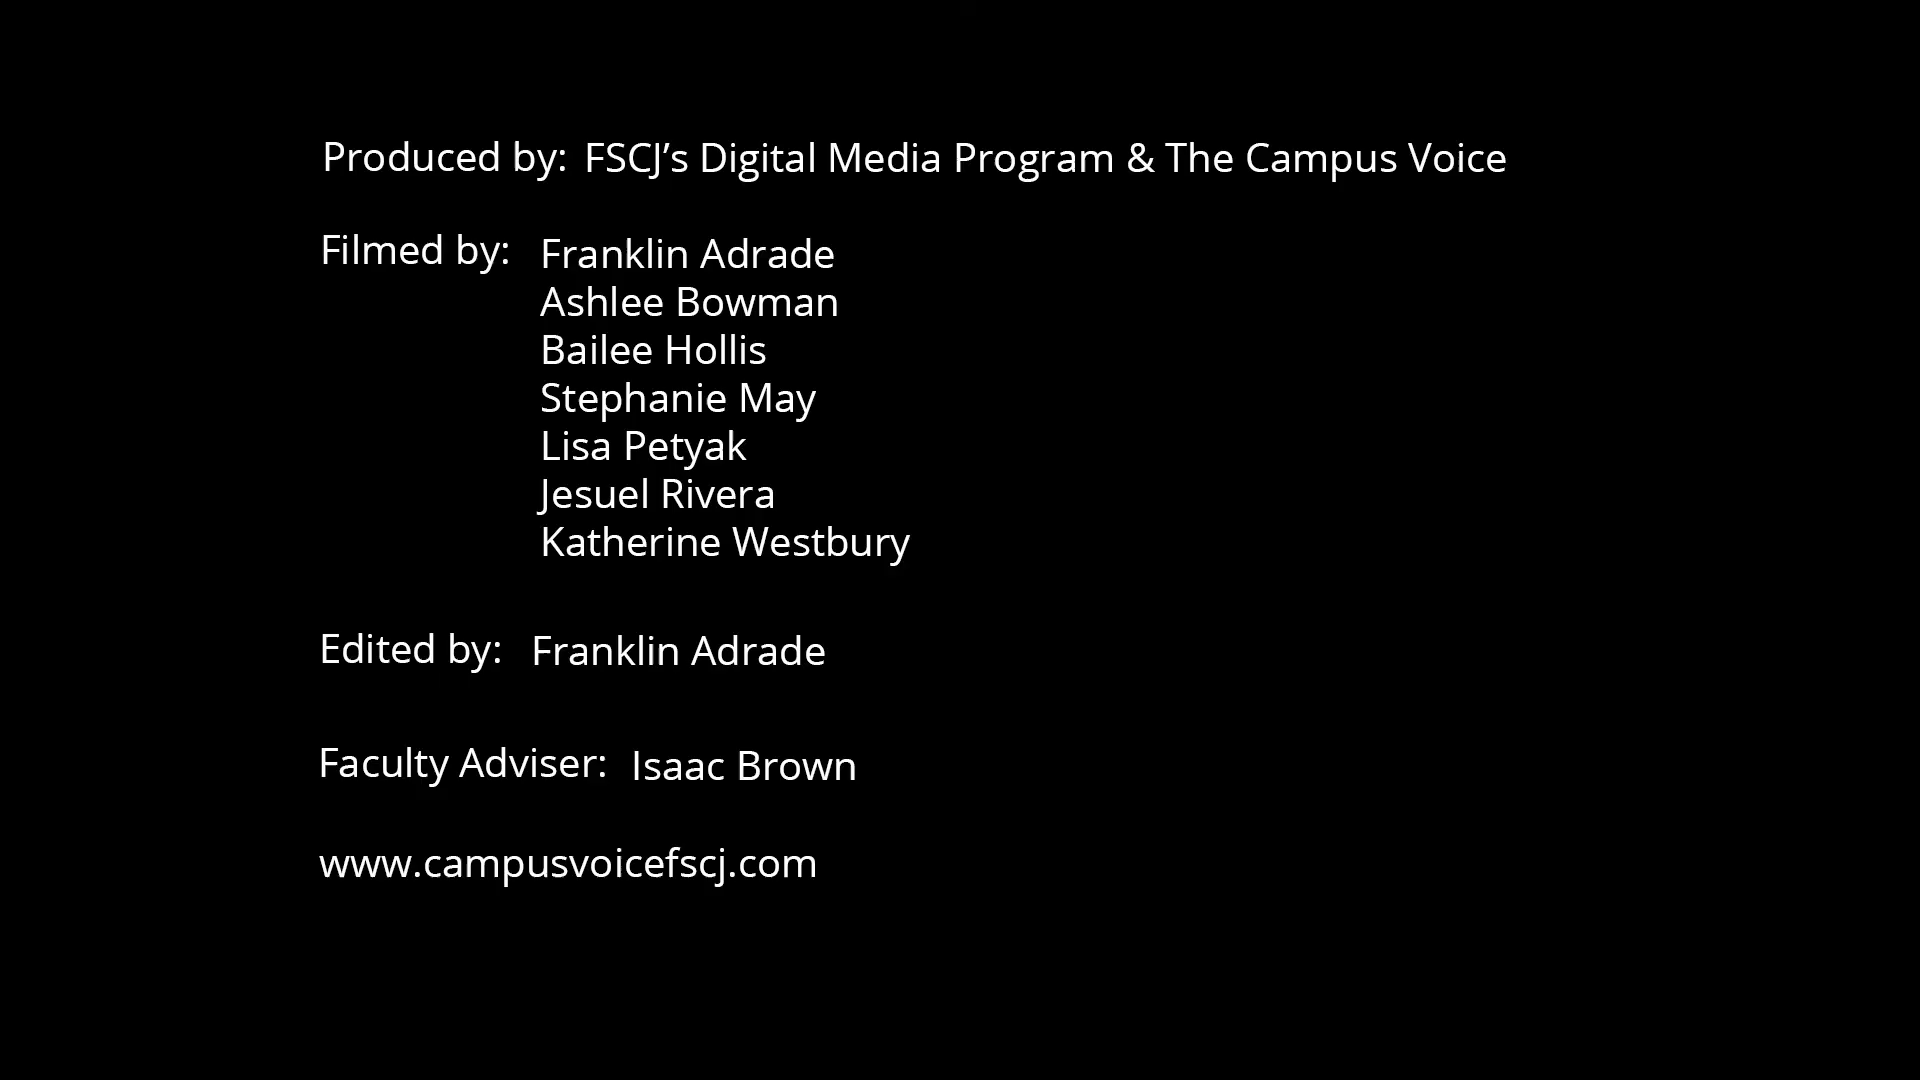 Produced by: FSCJ’s Digital Media Program & The Campus Voice
Filmed by: Franklin Adrade
Ashlee Bowman
Bailee Hollis
Stephanie May
Lisa Petyak
Jesuel Rivera
Katherine Westbury
Edited by: Franklin Adrade
Faculty Adviser: Isaac Brown
www.campusvoicefscj.com